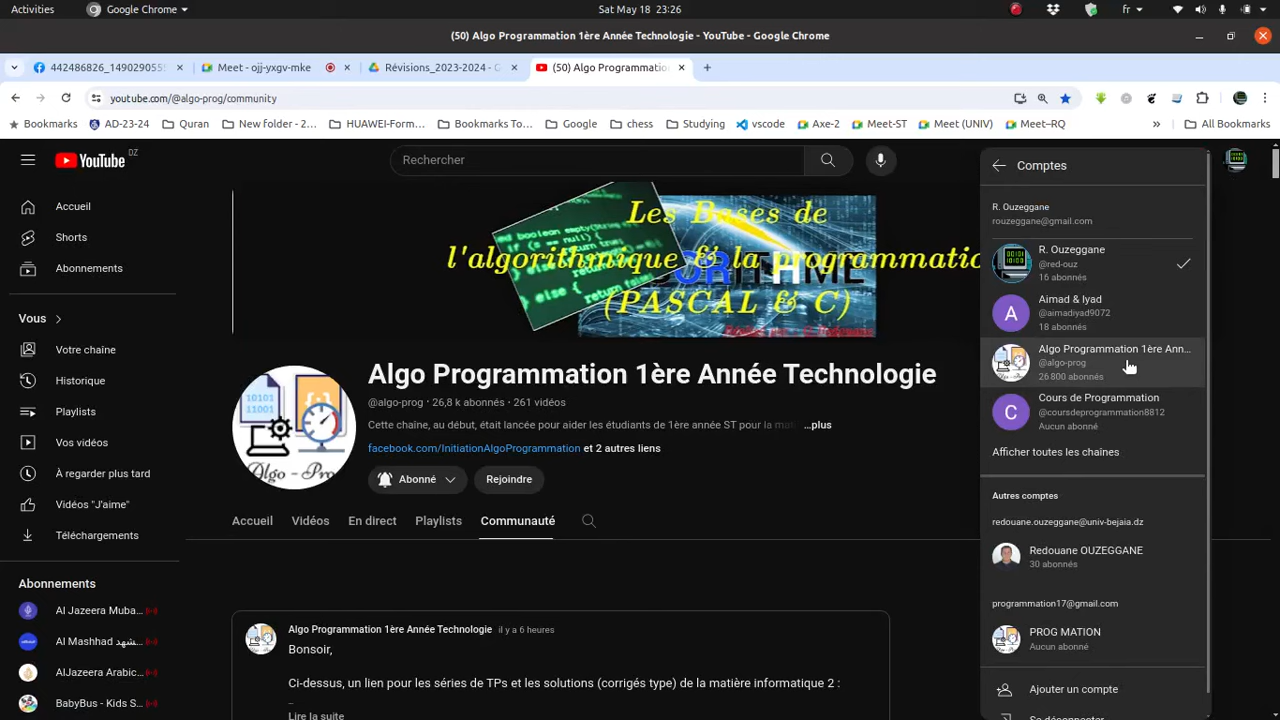 Activities
Google Chrome
Sat May 18 23:26
fr
(50) Algo Programmation 1ère Année Technologie - YouTube - Google Chrome
442486826_149029055
Meet - ojj-yxgv-mke
Révisions_2023-2024 - G
(50) Algo Programmatio
youtube.com/@algo-prog/community
Bookmarks
AD-23-24
Quran
New folder - 2...
HUAWEI-Form...
Bookmarks To...
Google
chess
Studying
vscode
Axe-2
Meet-ST
Meet (UNIV)
Meet–RQ
All Bookmarks
YouTube DZ
Rechercher
Accueil
Shorts
Abonnements
Vous
Votre chaîne
Historique
Playlists
Vos vidéos
À regarder plus tard
Vidéos "J'aime"
Téléchargements
Abonnements
Al Jazeera Muba...
Al Mashhad المشهد...
AlJazeera Arabic...
BabyBus - Kids S...
Les Bases de
l'algorithmique & la programmatio
(PASCAL & C)
Algo - Pro
Algo Programmation 1ère Année Technologie
@algo-prog • 26,8 k abonnés • 261 vidéos
Cette chaîne, au début, était lancée pour aider les étudiants de 1ère année ST pour la ...plus
facebook.com/InitiationAlgoProgrammation et 2 autres liens
Abonné
Rejoindre
Accueil
Vidéos
En direct
Playlists
Communauté
Algo Programmation 1ère Année Technologie il y a 6 heures
Bonsoir,
Ci-dessus, un lien pour les séries de TPs et les solutions (corrigés type) de la matière informatique 2 :
Lire la suite
Comptes
R. Ouzeggane
rouzeggane@gmail.com
R. Ouzeggane
@red-ouz
16 abonnés
A
Aimad & Iyad
@aimadiyad9072
18 abonnés
Algo Programmation 1ère Ann...
@algo-prog
26 800 abonnés
C
Cours de Programmation
@coursdeprogrammation8812
Aucun abonné
Afficher toutes les chaînes
Autres comptes
redouane.ouzeggane@univ-bejaia.dz
Redouane OUZEGGANE
30 abonnés
programmation17@gmail.com
PROG MATION
Aucun abonné
Ajouter un compte
Se déconnecter